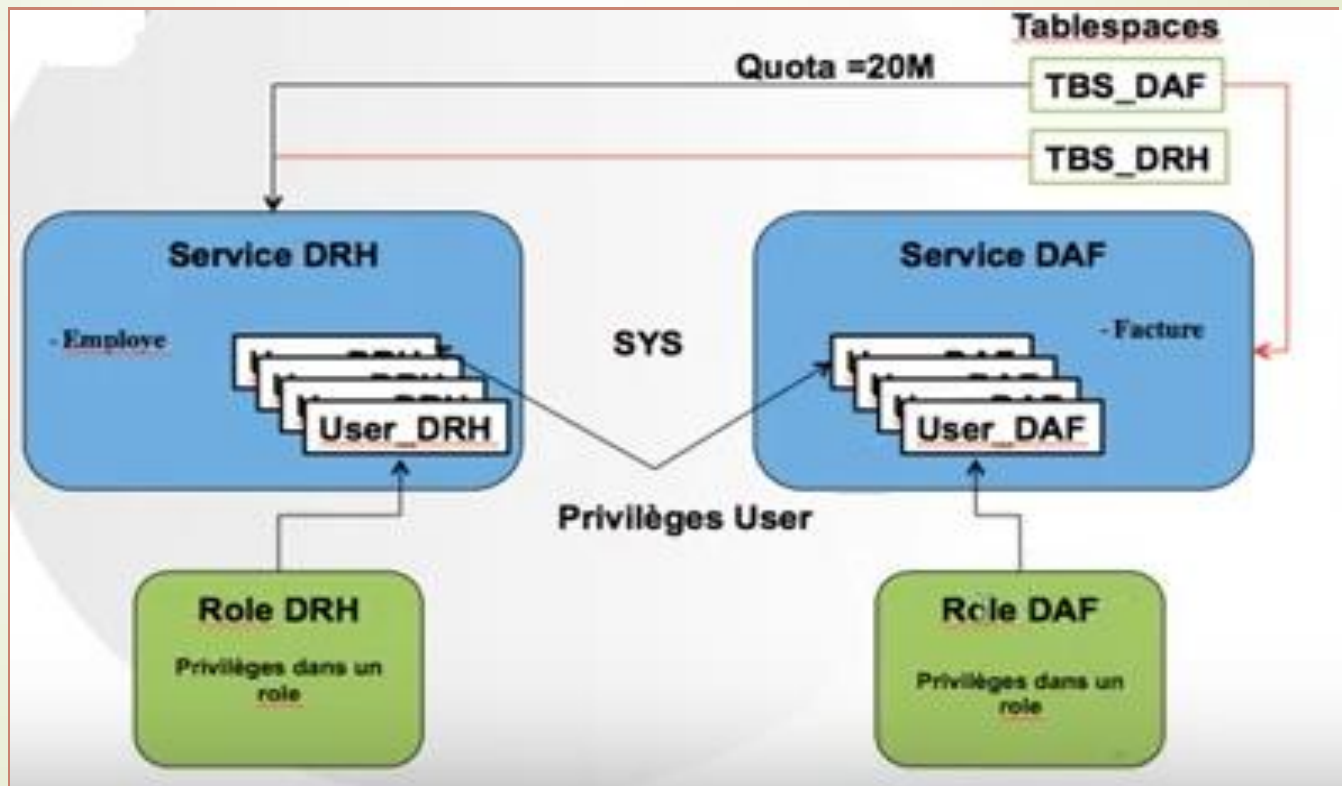 Tablespaces
Quota =20M
TBS_DAF
TBS_DRH
Service DRH
- Employe
User_DRH
SYS
Service DAF
- Facture
User_DAF
Privilèges User
Role DRH
Privilèges dans un
role
Role DAF
Privilèges dans un
role